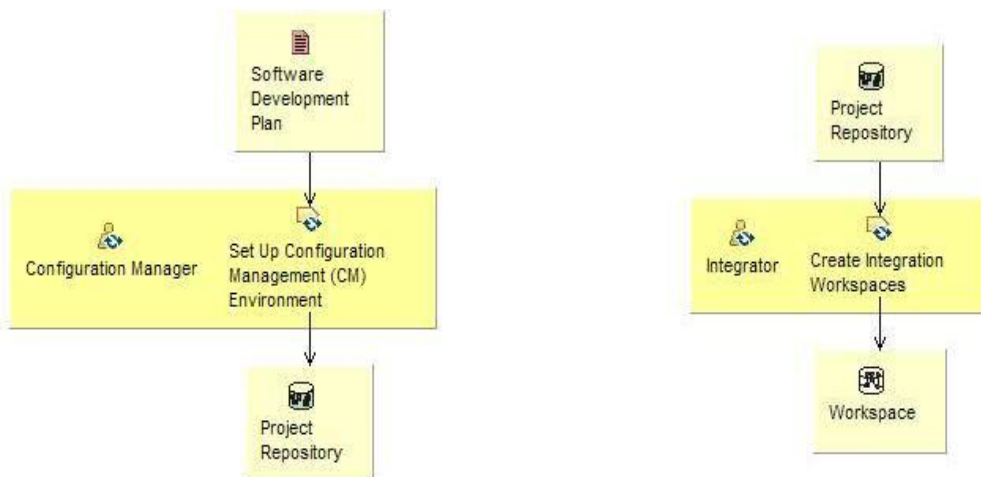 Software
Development
Plan
Configuration Manager
Set Up Configuration
Management (CM)
Environment
Project
Repository
Project
Repository
Integrator
Create Integration
Workspaces
Workspace